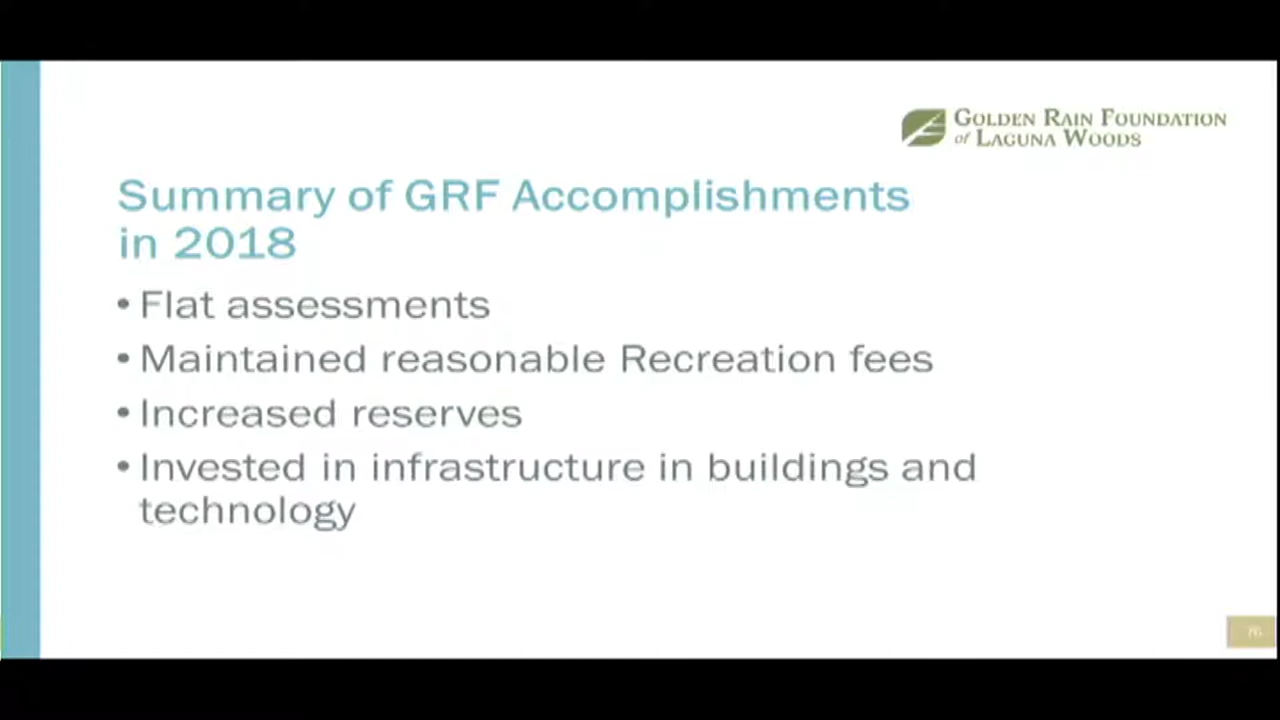 GOLDEN RAIN FOUNDATION
of LAGUNA WOODS
Summary of GRF Accomplishments
in 2018
• Flat assessments
• Maintained reasonable Recreation fees
• Increased reserves
• Invested in infrastructure in buildings and
technology